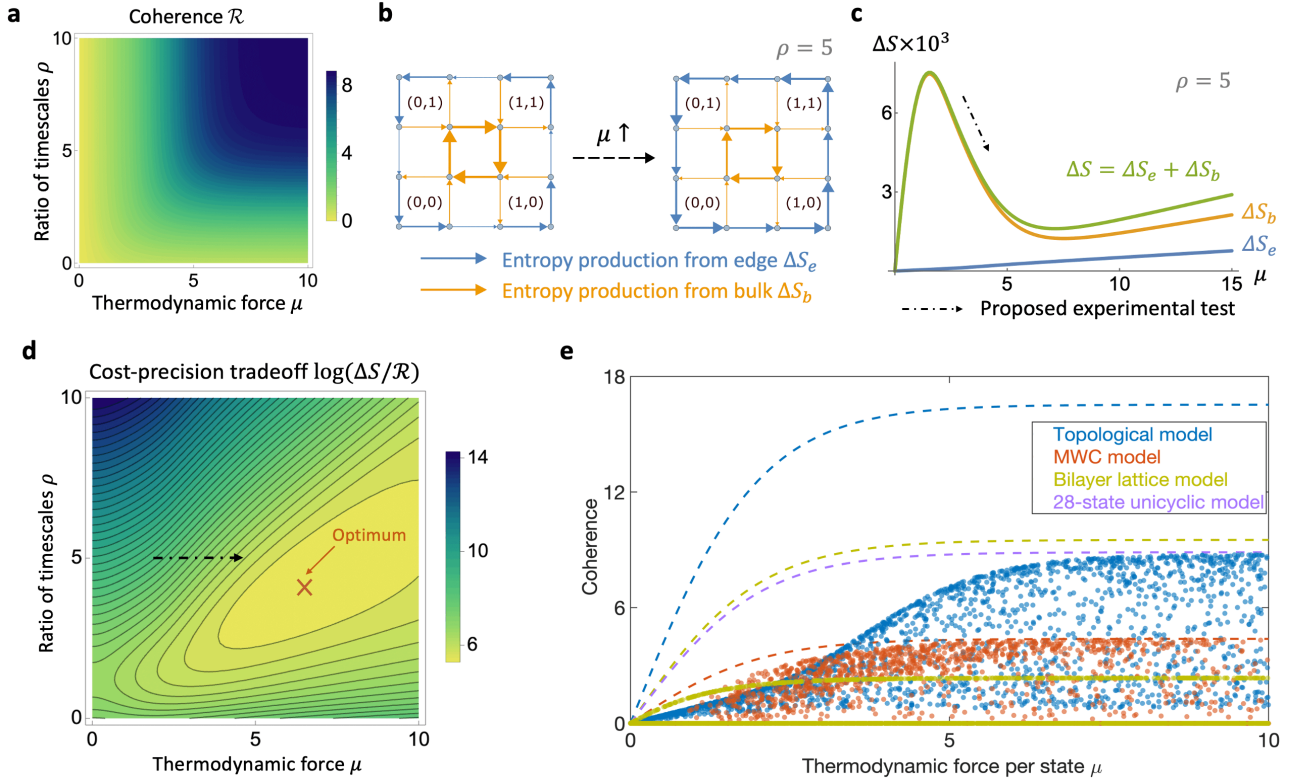 a
Coherence ℛ
Ratio of timescales ρ
10
5
0
0
5
10
Thermodynamic force μ
8
4
0
b
ρ = 5
(0,1)
(1,1)
(0,0)
(1,0)
μ ↑
(0,1)
(1,1)
(0,0)
(1,0)
Entropy production from edge ΔSₑ
Entropy production from bulk ΔS_b
c
ΔS×10³
ρ = 5
6
3
ΔS = ΔSₑ + ΔS_b
ΔS_b
ΔSₑ
5
10
15
μ
Proposed experimental test
d
Cost-precision tradeoff log(ΔS/ℛ)
Ratio of timescales ρ
10
5
0
Optimum
0
5
10
Thermodynamic force μ
14
10
6
e
Coherence
18
12
6
0
Topological model
MWC model
Bilayer lattice model
28-state unicyclic model
0
5
10
Thermodynamic force per state μ